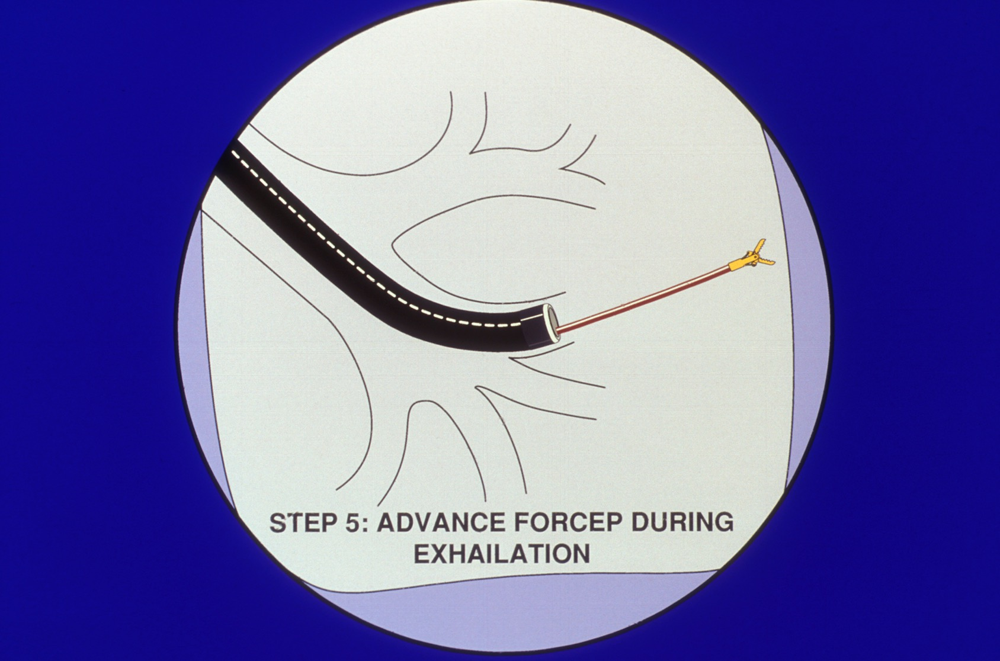 STEP 5: ADVANCE FORCEP DURING
EXHAILATION